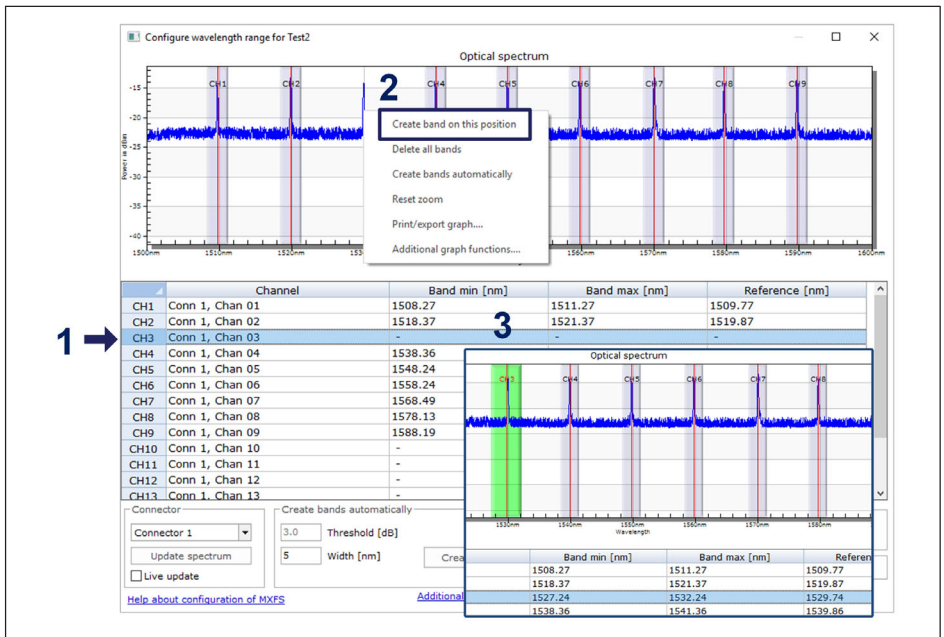 Configure wavelength range for Test2
Optical spectrum
CH1 CH2 2 CH4 CH5 CH6 CH7 CH8 CH9
Power in dBm
-15
-20
-25
-30
-35
-40
Create band on this position
Delete all bands
Create bands automatically
Reset zoom
Print/export graph....
Additional graph functions....
1500nm 1510nm 1520nm 1560nm 1570nm 1580nm 1590nm 1600nm
Channel Band min [nm] Band max [nm] Reference [nm]
CH1 Conn 1, Chan 01 1508.27 1511.27 1509.77
CH2 Conn 1, Chan 02 1518.37 1521.37 1519.87
1 CH3 Conn 1, Chan 03 - - -
3
CH4 Conn 1, Chan 04 1538.36
CH5 Conn 1, Chan 05 1548.24
CH6 Conn 1, Chan 06 1558.24
CH7 Conn 1, Chan 07 1568.49
CH8 Conn 1, Chan 08 1578.13
CH9 Conn 1, Chan 09 1588.19
CH10 Conn 1, Chan 10 -
CH11 Conn 1, Chan 11 -
CH12 Conn 1, Chan 12 -
CH13 Conn 1, Chan 13 -
Optical spectrum
CH3 CH4 CH5 CH6 CH7 CH8
1530nm 1540nm 1550nm 1560nm 1570nm 1580nm
Wavelength
Band min [nm] Band max [nm]
1508.27 1511.27 1509.77
1518.37 1521.37 1519.87
1527.24 1532.24 1529.74
1538.36 1541.36 1539.86
Connector
Connector 1
Update spectrum
Live update
Create bands automatically
3.0 Threshold [dB]
5 Width [nm]
Help about configuration of MXFS
Additional